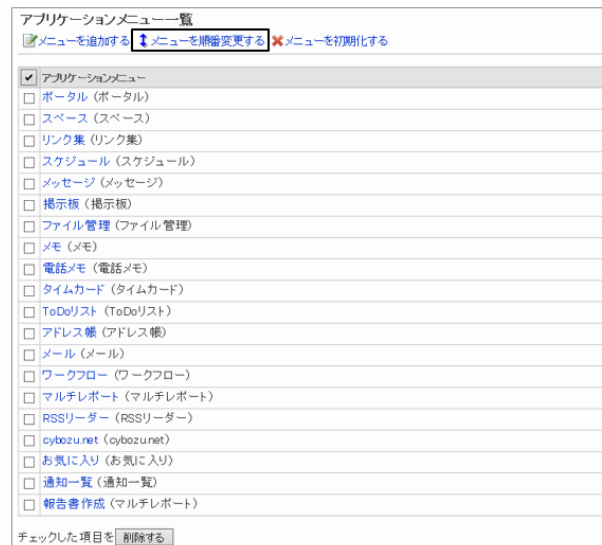 アプリケーションメニュー一覧
メニューを追加する メニューを順番変更する メニューを初期化する
アプリケーションメニュー
ポータル (ポータル)
スペース (スペース)
リンク集 (リンク集)
スケジュール (スケジュール)
メッセージ (メッセージ)
掲示板 (掲示板)
ファイル管理 (ファイル管理)
メモ (メモ)
電話メモ (電話メモ)
タイムカード (タイムカード)
ToDoリスト (ToDoリスト)
アドレス帳 (アドレス帳)
メール (メール)
ワークフロー (ワークフロー)
マルチレポート (マルチレポート)
RSSリーダー (RSSリーダー)
cybozu.net (cybozu.net)
お気に入り (お気に入り)
通知一覧 (通知一覧)
報告書作成 (マルチレポート)
チェックした項目を 削除する